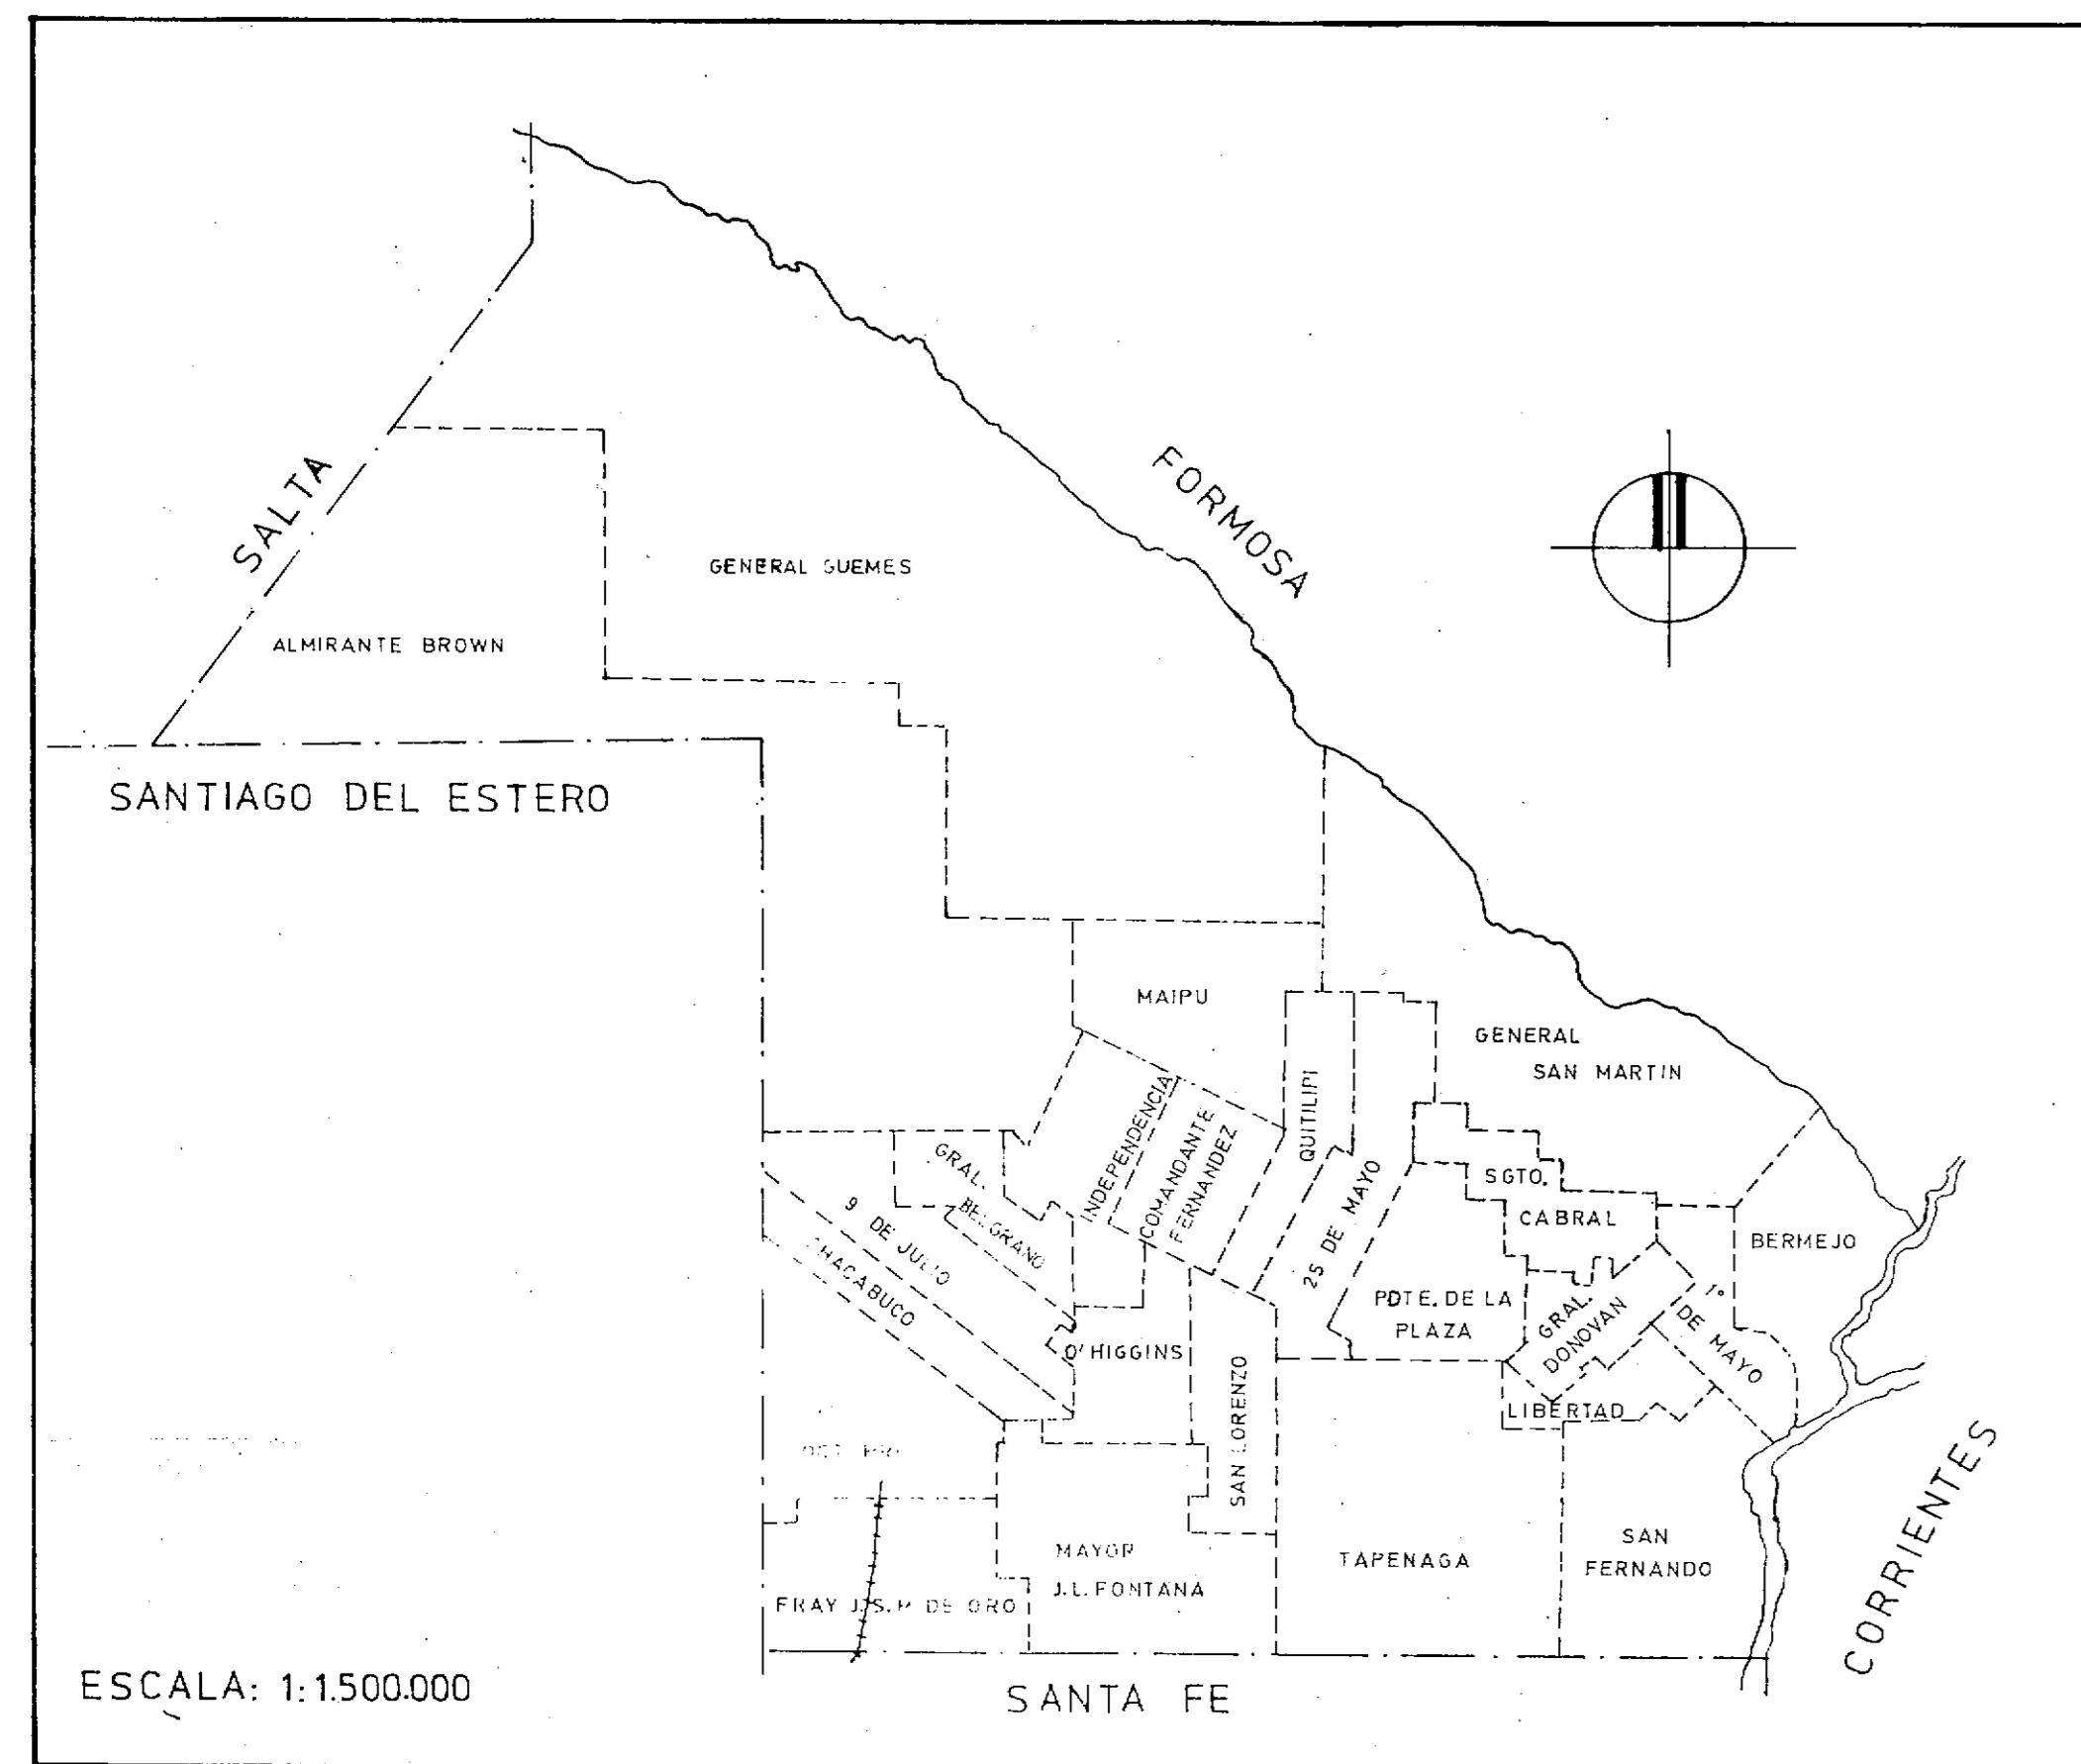 FORMOSA
SALTA
GENERAL GUEMES
ALMIRANTE BROWN
SANTIAGO DEL ESTERO
MAIPU
GENERAL
SAN MARTIN
INDEPENDENCIA
COMANDANTE
FERNANDEZ
QUITILIPI
25 DE MAYO
SGTO.
CABRAL
GRAL.
BELGRANO
9 DE JULIO
CHACABUCO
BERMEJO
PDTE. DE LA
PLAZA
GRAL.
DONOVAN
1°
DE MAYO
O'HIGGINS
SAN LORENZO
LIBERTAD
MAYOR
J.L. FONTANA
TAPENAGA
SAN
FERNANDO
FRAY J.S.M DE ORO
CORRIENTES
ESCALA: 1:1.500.000
SANTA FE